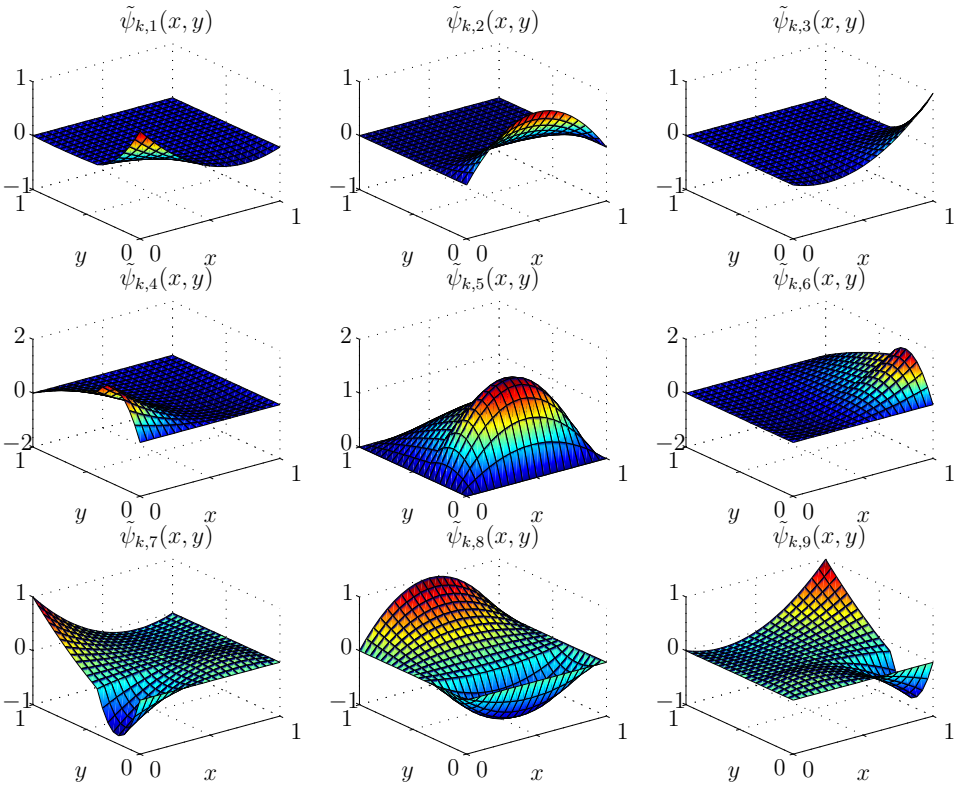 ψ̃ₖ,₁(x, y) ψ̃ₖ,₂(x, y) ψ̃ₖ,₃(x, y)
1 1 1
0 0 0
−1 −1 −1
1 1 1 1 1 1
y 0 0 x y 0 0 x y 0 0 x
ψ̃ₖ,₄(x, y) ψ̃ₖ,₅(x, y) ψ̃ₖ,₆(x, y)
2 2 2
0 1 0
−2 0 −2
1 1 1 1 1 1
y 0 0 x y 0 0 x y 0 0 x
ψ̃ₖ,₇(x, y) ψ̃ₖ,₈(x, y) ψ̃ₖ,₉(x, y)
1 1 1
0 0 0
−1 −1 −1
1 1 1 1 1 1
y 0 0 x y 0 0 x y 0 0 x